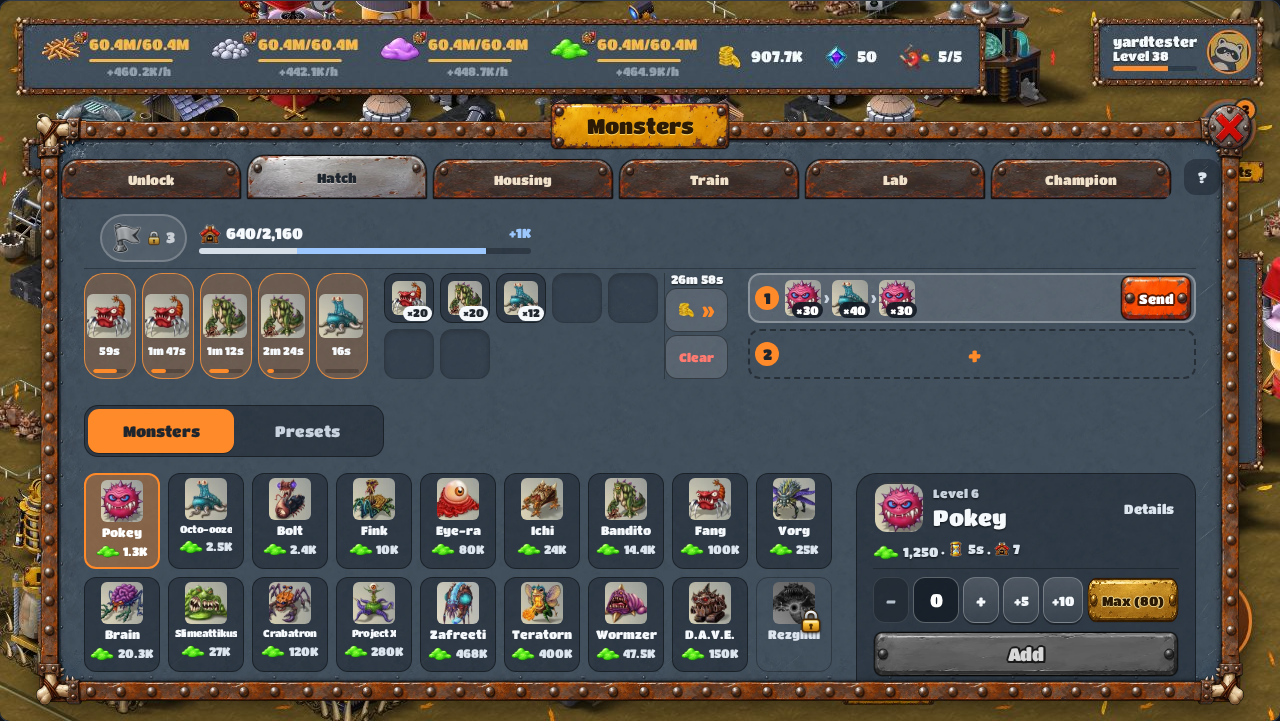 60.4M/60.4M 60.4M/60.4M 60.4M/60.4M 60.4M/60.4M 907.7K 50 5/5
+460.2K/h +442.1K/h +448.7K/h +464.9K/h
yardtester
Level 38
Monsters
Unlock Hatch Housing Train Lab Champion ?
3 640/2,160 +1K
59s 1m 47s 1m 12s 2m 24s 16s
×20 ×20 ×12
26m 58s
Clear
1 ×30 ×40 ×30 Send
2 +
Monsters Presets
Pokey Octo-ooze Bolt Fink Eye-ra Ichi Bandito Fang Vorg
1.3K 2.5K 2.4K 10K 80K 24K 14.4K 100K 25K
Brain Slimeattikus Crabatron Project X Zafreeti Teratorn Wormzer D.A.V.E.
20.3K 27K 120K 280K 468K 400K 47.5K 150K
Level 6
Pokey
Details
1,250 · 5s · 7
- 0 + +5 +10 Max (80)
Add